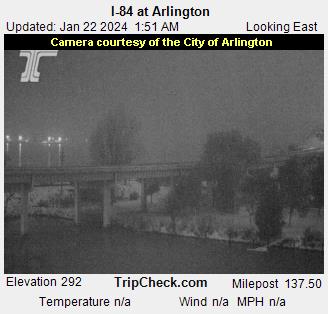 I-84 at Arlington
Updated: Jan 22 2024 1:51 AM Looking East
Camera courtesy of the City of Arlington
Elevation 292 TripCheck.com Milepost 137.50
Temperature n/a Wind n/a MPH n/a